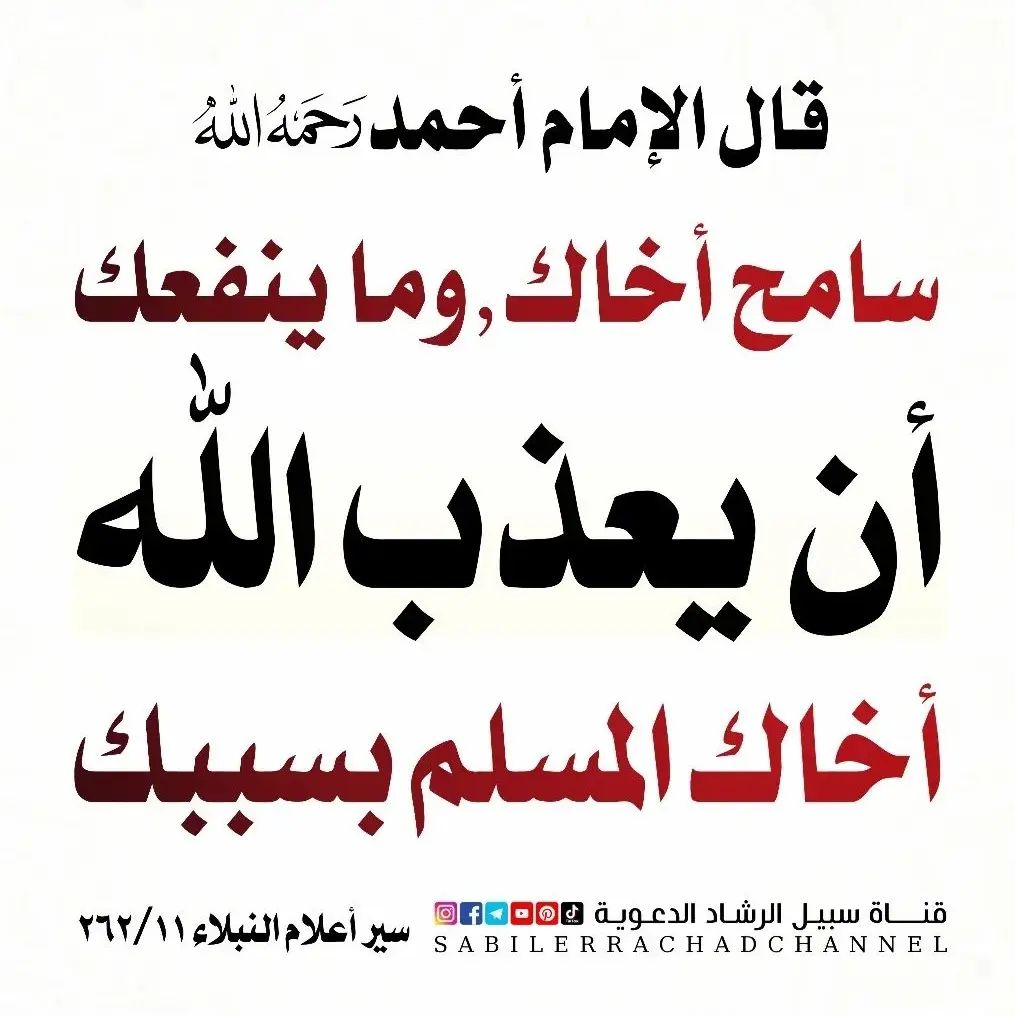 قال الإمام أحمد رَحِمَهُ اللهُ
سامح أخاك, وما ينفعك
أن يعذب الله
أخاك المسلم بسببك
قنـــاة سبيل الرشاد الدعوية
SABILERRACHADCHANNEL
سير أعلام النبلاء ٢٦٢/١١